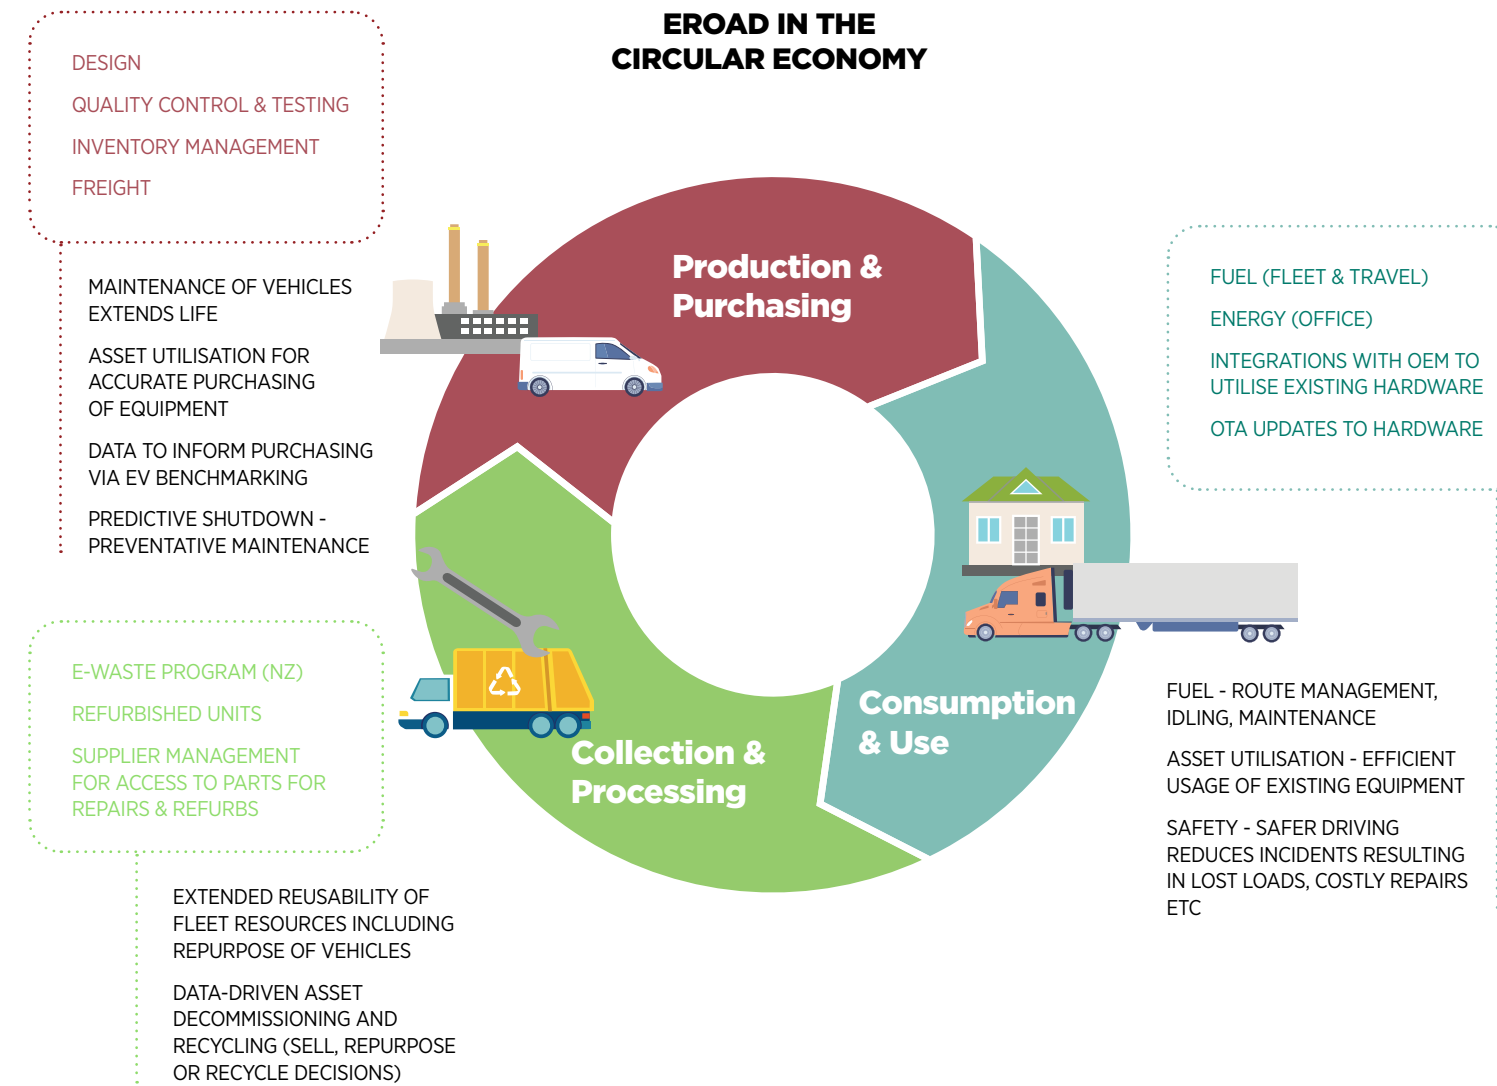 EROAD IN THE
CIRCULAR ECONOMY
DESIGN
QUALITY CONTROL & TESTING
INVENTORY MANAGEMENT
FREIGHT
MAINTENANCE OF VEHICLES
EXTENDS LIFE
ASSET UTILISATION FOR
ACCURATE PURCHASING
OF EQUIPMENT
DATA TO INFORM PURCHASING
VIA EV BENCHMARKING
PREDICTIVE SHUTDOWN -
PREVENTATIVE MAINTENANCE
Production &
Purchasing
FUEL (FLEET & TRAVEL)
ENERGY (OFFICE)
INTEGRATIONS WITH OEM TO
UTILISE EXISTING HARDWARE
OTA UPDATES TO HARDWARE
Consumption
& Use
FUEL - ROUTE MANAGEMENT,
IDLING, MAINTENANCE
ASSET UTILISATION - EFFICIENT
USAGE OF EXISTING EQUIPMENT
SAFETY - SAFER DRIVING
REDUCES INCIDENTS RESULTING
IN LOST LOADS, COSTLY REPAIRS
ETC
Collection &
Processing
E-WASTE PROGRAM (NZ)
REFURBISHED UNITS
SUPPLIER MANAGEMENT
FOR ACCESS TO PARTS FOR
REPAIRS & REFURBS
EXTENDED REUSABILITY OF
FLEET RESOURCES INCLUDING
REPURPOSE OF VEHICLES
DATA-DRIVEN ASSET
DECOMMISSIONING AND
RECYCLING (SELL, REPURPOSE
OR RECYCLE DECISIONS)